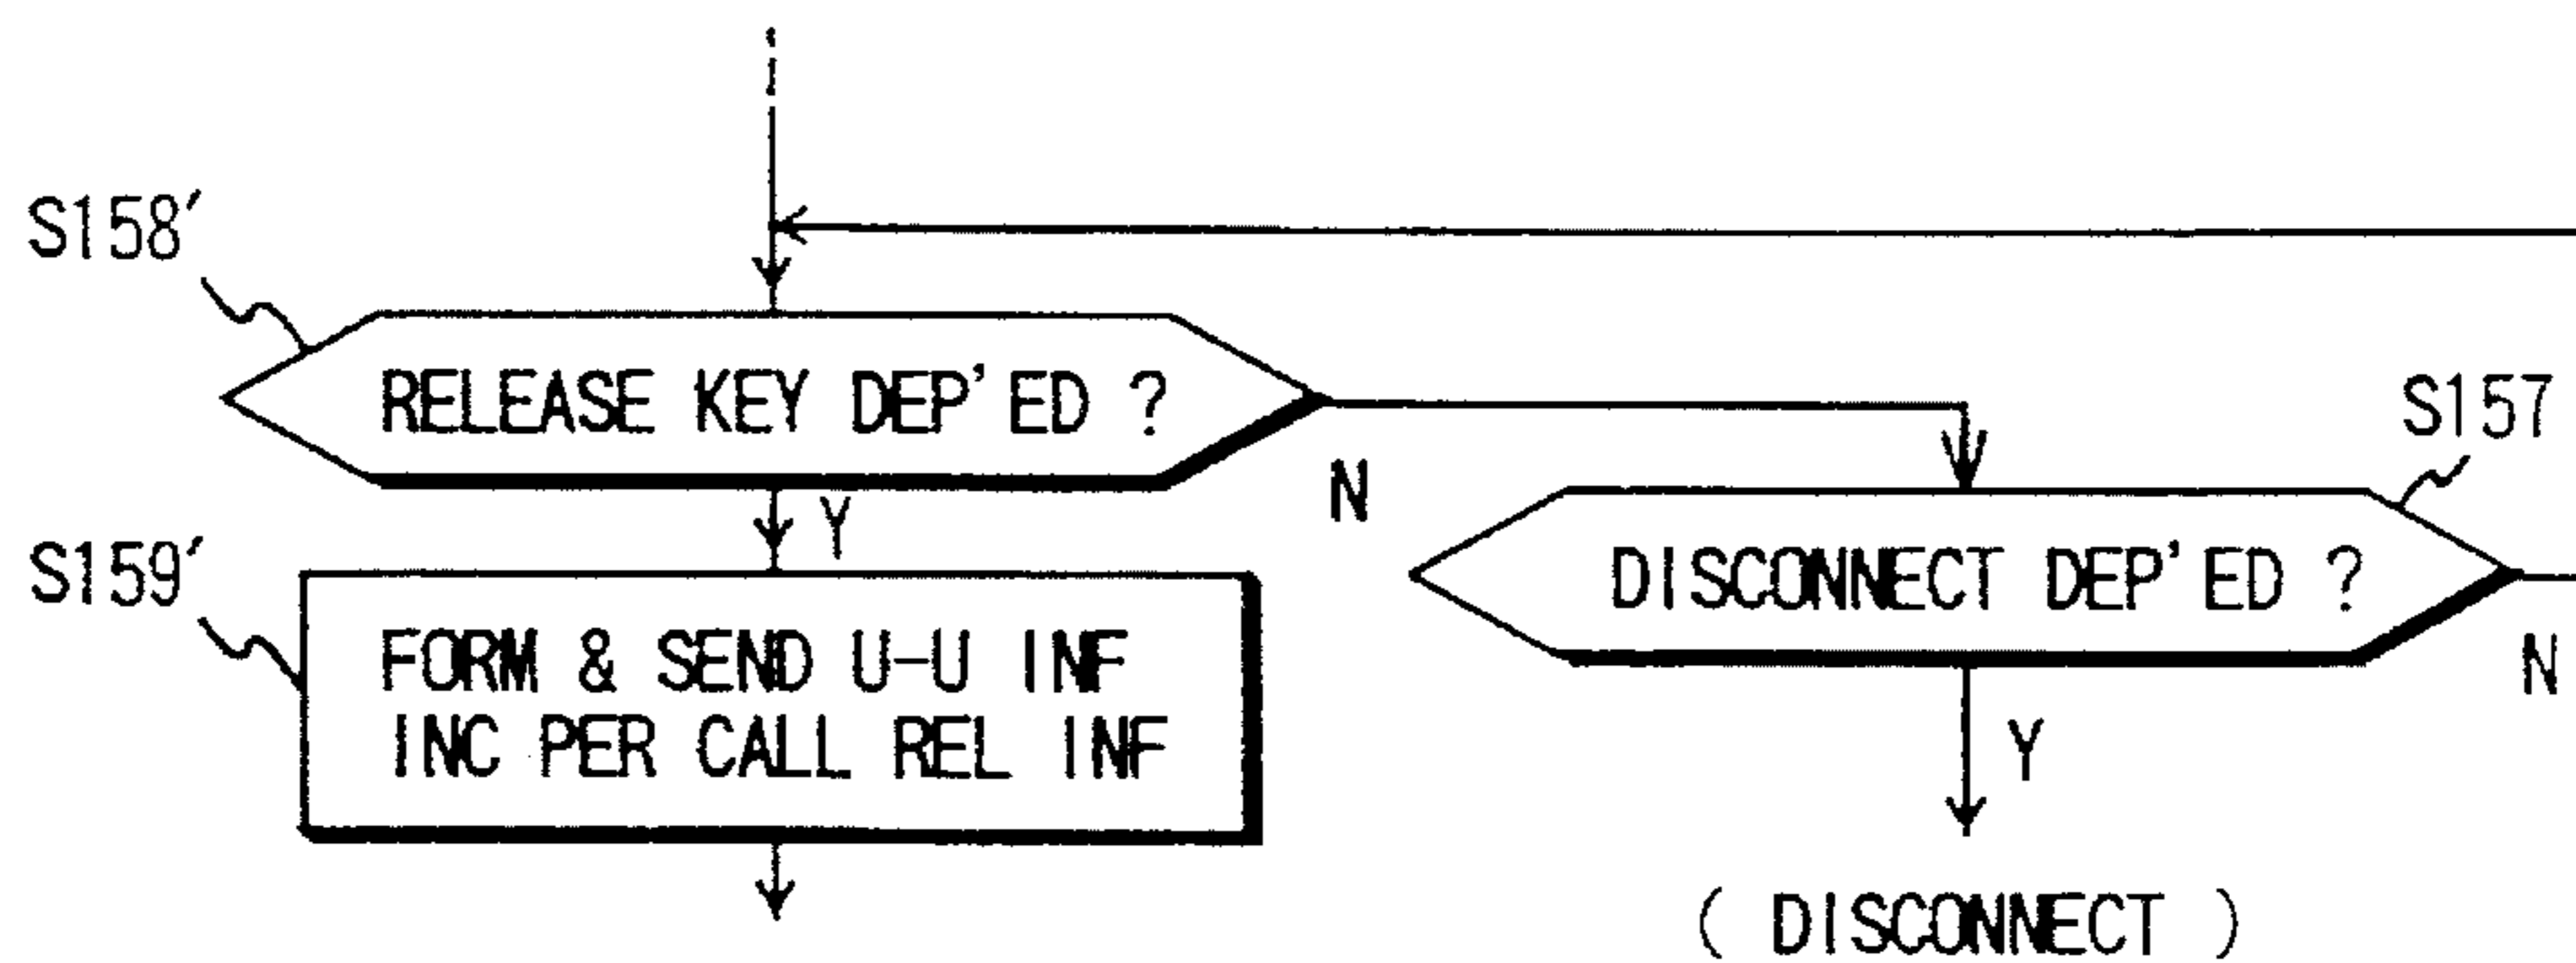 S158′
RELEASE KEY DEP'ED ?
N
S157
Y
DISCONNECT DEP'ED ?
N
S159′
FORM & SEND U-U INF
INC PER CALL REL INF
Y
( DISCONNECT )